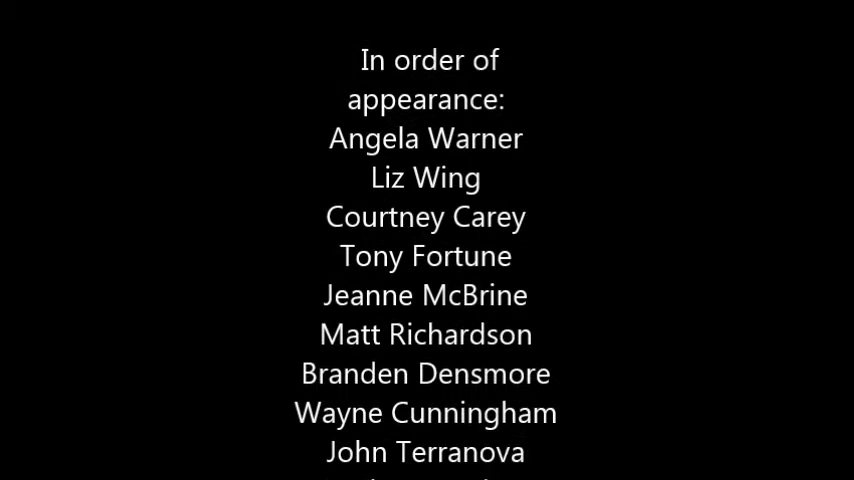 In order of
appearance:
Angela Warner
Liz Wing
Courtney Carey
Tony Fortune
Jeanne McBrine
Matt Richardson
Branden Densmore
Wayne Cunningham
John Terranova